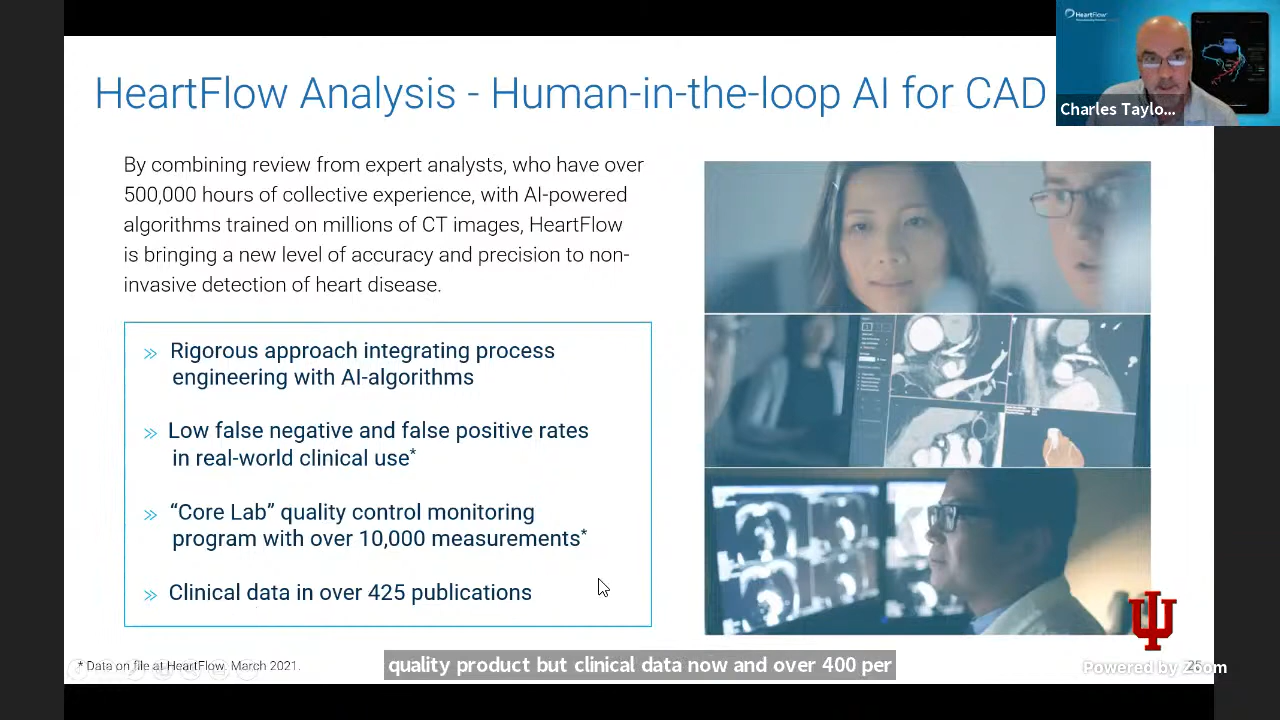 HeartFlow Analysis - Human-in-the-loop AI for CAD
HeartFlow
Charles Taylo...
By combining review from expert analysts, who have over
500,000 hours of collective experience, with AI-powered
algorithms trained on millions of CT images, HeartFlow
is bringing a new level of accuracy and precision to non-
invasive detection of heart disease.
» Rigorous approach integrating process
engineering with AI-algorithms
» Low false negative and false positive rates
in real-world clinical use*
» “Core Lab” quality control monitoring
program with over 10,000 measurements*
» Clinical data in over 425 publications
* Data on file at HeartFlow. March 2021.
quality product but clinical data now and over 400 per
Powered by Zoom